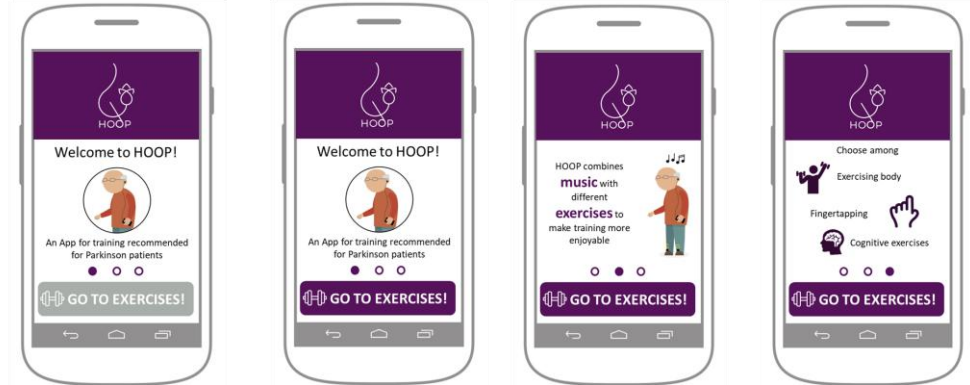 HOOP
Welcome to HOOP!
An App for training recommended
for Parkinson patients
GO TO EXERCISES!
HOOP
Welcome to HOOP!
An App for training recommended
for Parkinson patients
GO TO EXERCISES!
HOOP
HOOP combines
music with
different
exercises to
make training more
enjoyable
GO TO EXERCISES!
HOOP
Choose among
Exercising body
Fingertapping
Cognitive exercises
GO TO EXERCISES!